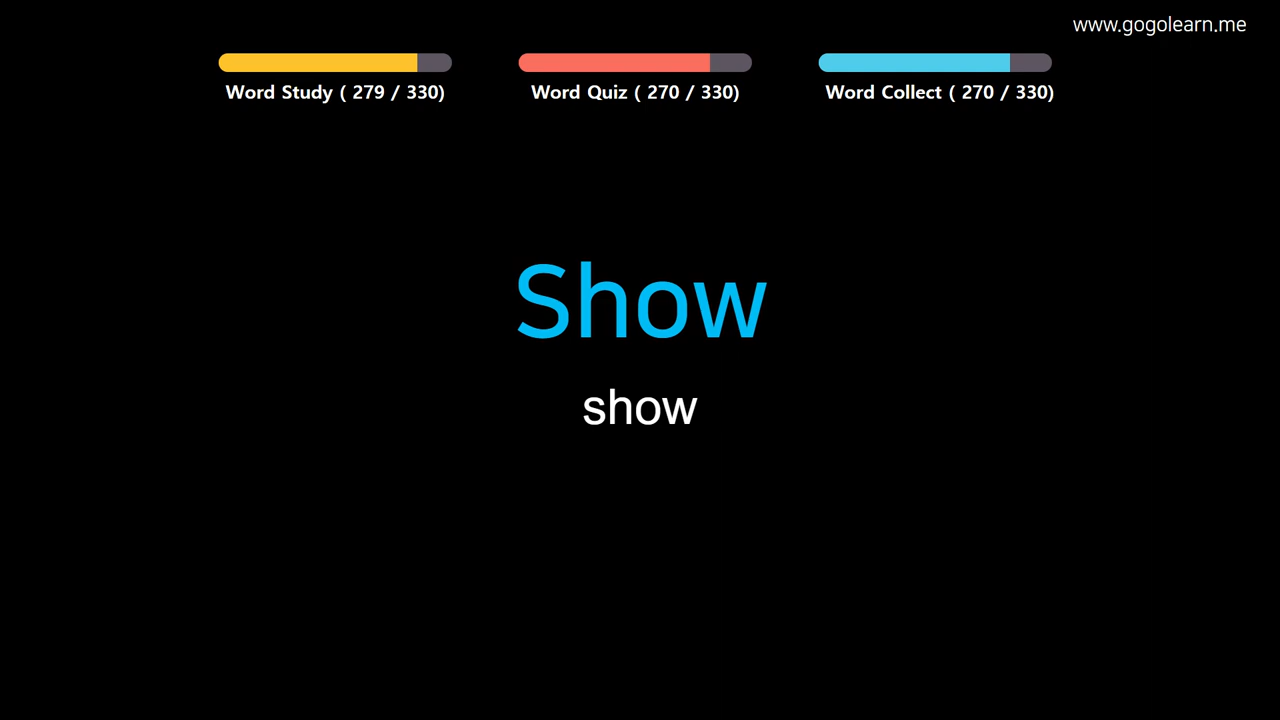 www.gogolearn.me
Word Study ( 279 / 330)
Word Quiz ( 270 / 330)
Word Collect ( 270 / 330)
Show
show